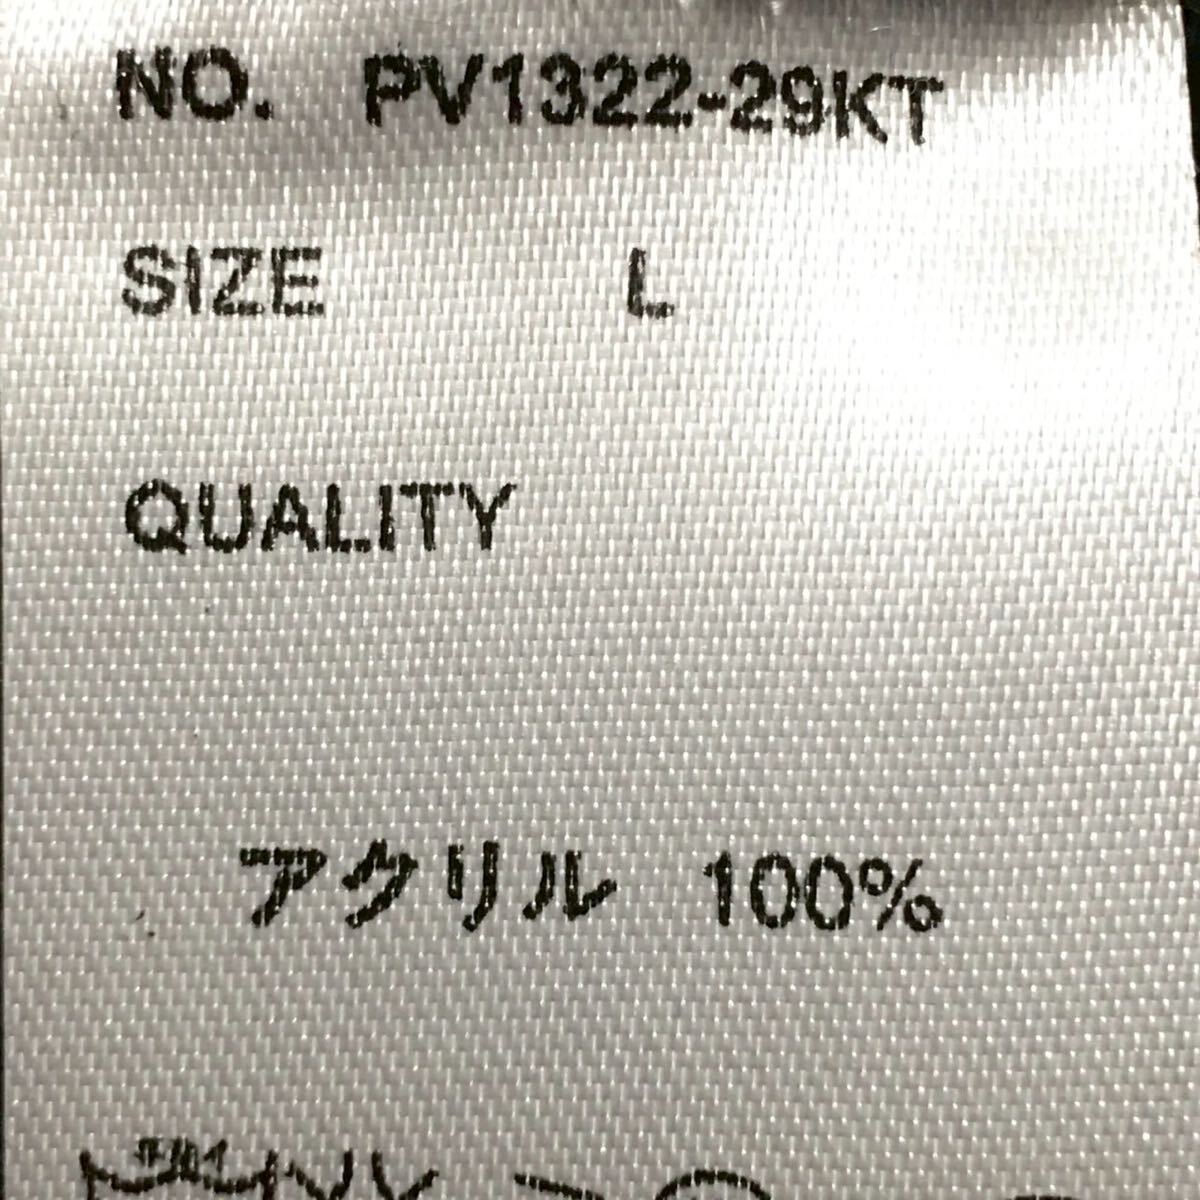 NO. PV1322-29KT
SIZE L
QUALITY
アクリル 100%